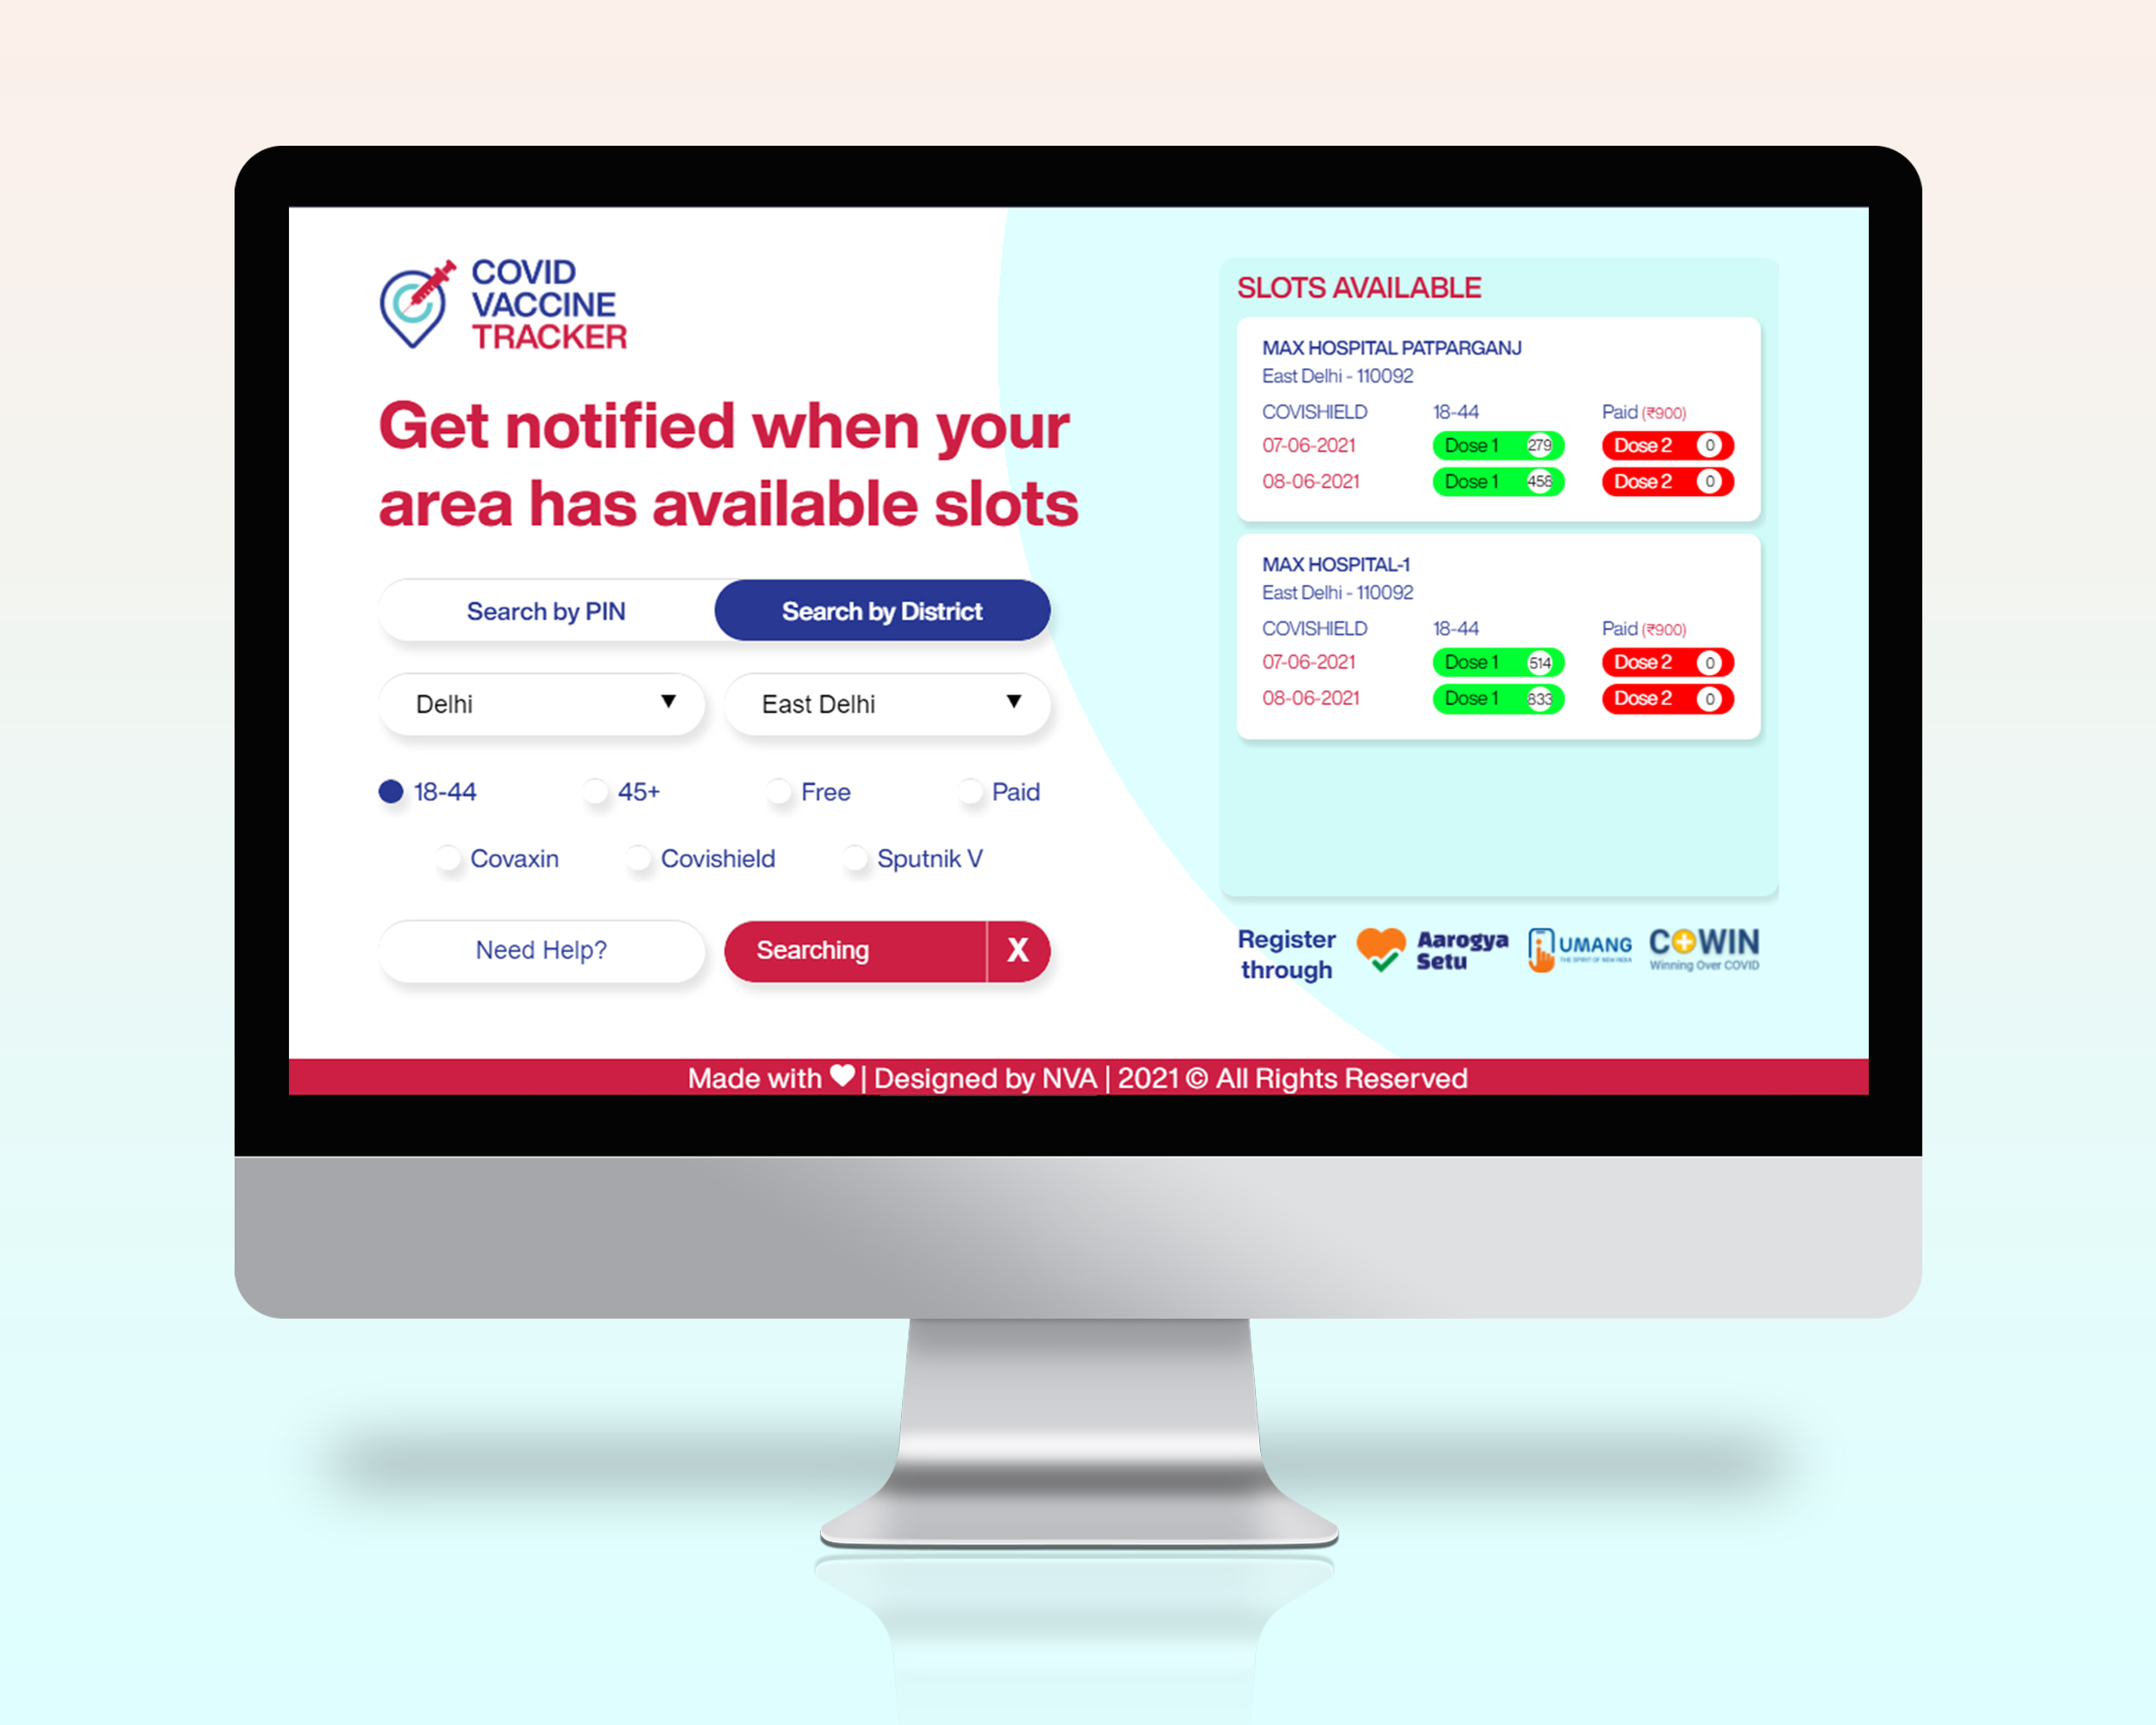 COVID
VACCINE
TRACKER
Get notified when your
area has available slots
Search by PIN Search by District
Delhi ▼ East Delhi ▼
18-44 45+ Free Paid
Covaxin Covishield Sputnik V
Need Help? Searching X
SLOTS AVAILABLE
MAX HOSPITAL PATPARGANJ
East Delhi - 110092
COVISHIELD 18-44 Paid (₹900)
07-06-2021 Dose 1 279 Dose 2 0
08-06-2021 Dose 1 458 Dose 2 0
MAX HOSPITAL-1
East Delhi - 110092
COVISHIELD 18-44 Paid (₹900)
07-06-2021 Dose 1 514 Dose 2 0
08-06-2021 Dose 1 833 Dose 2 0
Register
through
Aarogya
Setu
UMANG
THE SPIRIT OF NEW INDIA
COWIN
Winning Over COVID
Made with ♥ | Designed by NVA | 2021 © All Rights Reserved